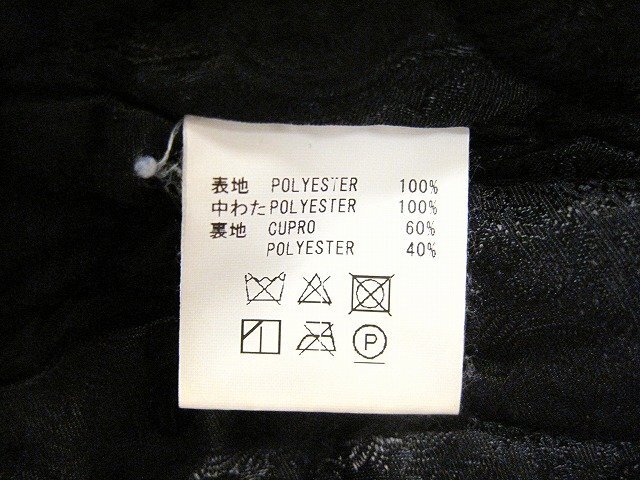 表地 POLYESTER 100%
中わた POLYESTER 100%
裏地 CUPRO 60%
POLYESTER 40%
P